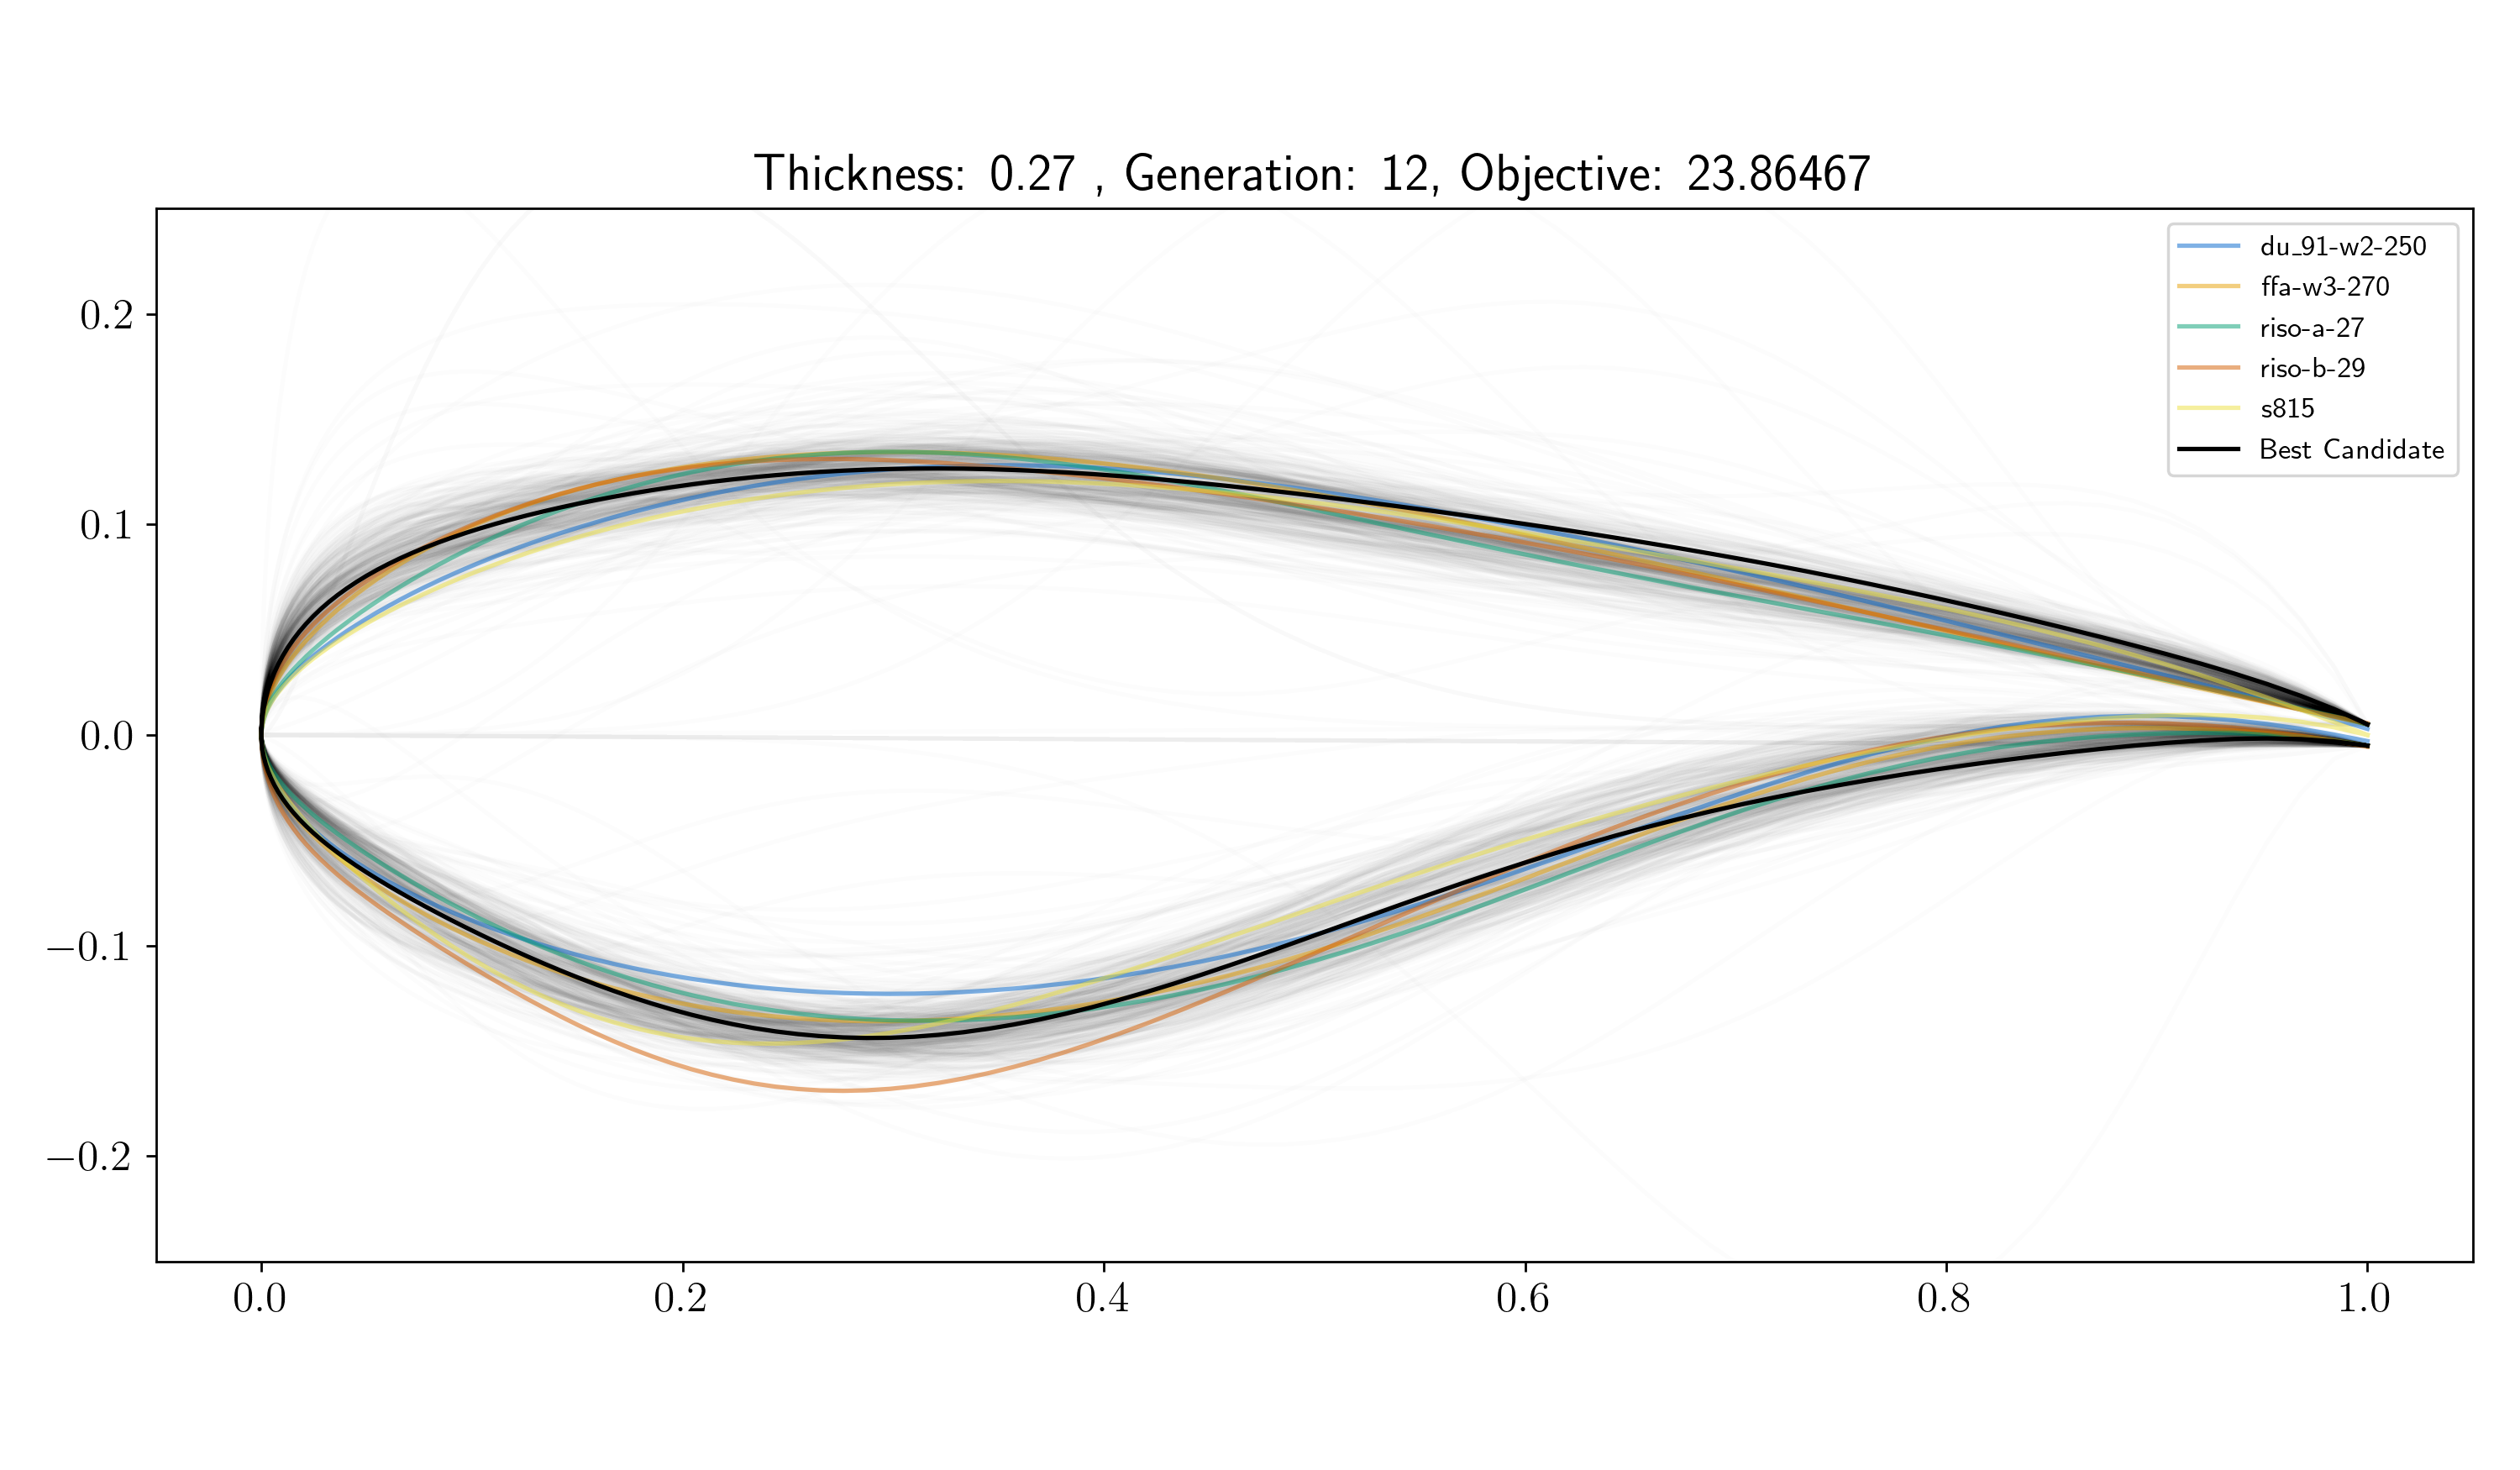 Thickness: 0.27 , Generation: 12, Objective: 23.86467
du_91-w2-250
ffa-w3-270
riso-a-27
riso-b-29
s815
Best Candidate
0.2
0.1
0.0
−0.1
−0.2
0.0 0.2 0.4 0.6 0.8 1.0